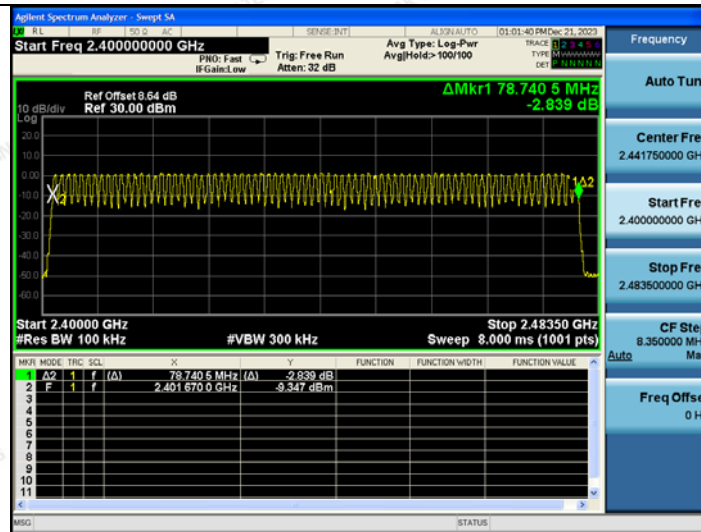 Agilent Spectrum Analyzer - Swept SA
RL RF 50 Ω AC SENSE:INT ALIGNAUTO 01:01:40 PM Dec 21, 2023
Start Freq 2.400000000 GHz
PNO: Fast
IFGain:Low
Trig: Free Run
Atten: 32 dB
Avg Type: Log-Pwr
Avg|Hold:>100/100
TRACE 1 2 3 4 5 6
TYPE M W W W W W
DET P N N N N N
Ref Offset 8.64 dB
Ref 30.00 dBm
10 dB/div
Log
ΔMkr1 78.740 5 MHz
-2.839 dB
20.0
10.0
0.00
-10.0
-20.0
-30.0
-40.0
-50.0
-60.0
2
1Δ2
Start 2.40000 GHz
Stop 2.48350 GHz
#Res BW 100 kHz
#VBW 300 kHz
Sweep 8.000 ms (1001 pts)
MKR MODE TRC SCL X Y FUNCTION FUNCTION WIDTH FUNCTION VALUE
1 Δ2 1 f (Δ) 78.740 5 MHz (Δ) -2.839 dB
2 F 1 f 2.401 670 0 GHz -9.347 dBm
3
4
5
6
7
8
9
10
11
MSG
STATUS
Frequency
Auto Tun
Center Fre
2.441750000 GH
Start Fre
2.400000000 GH
Stop Fre
2.483500000 GH
CF Ste
8.350000 MH
Auto Ma
Freq Offse
0 H